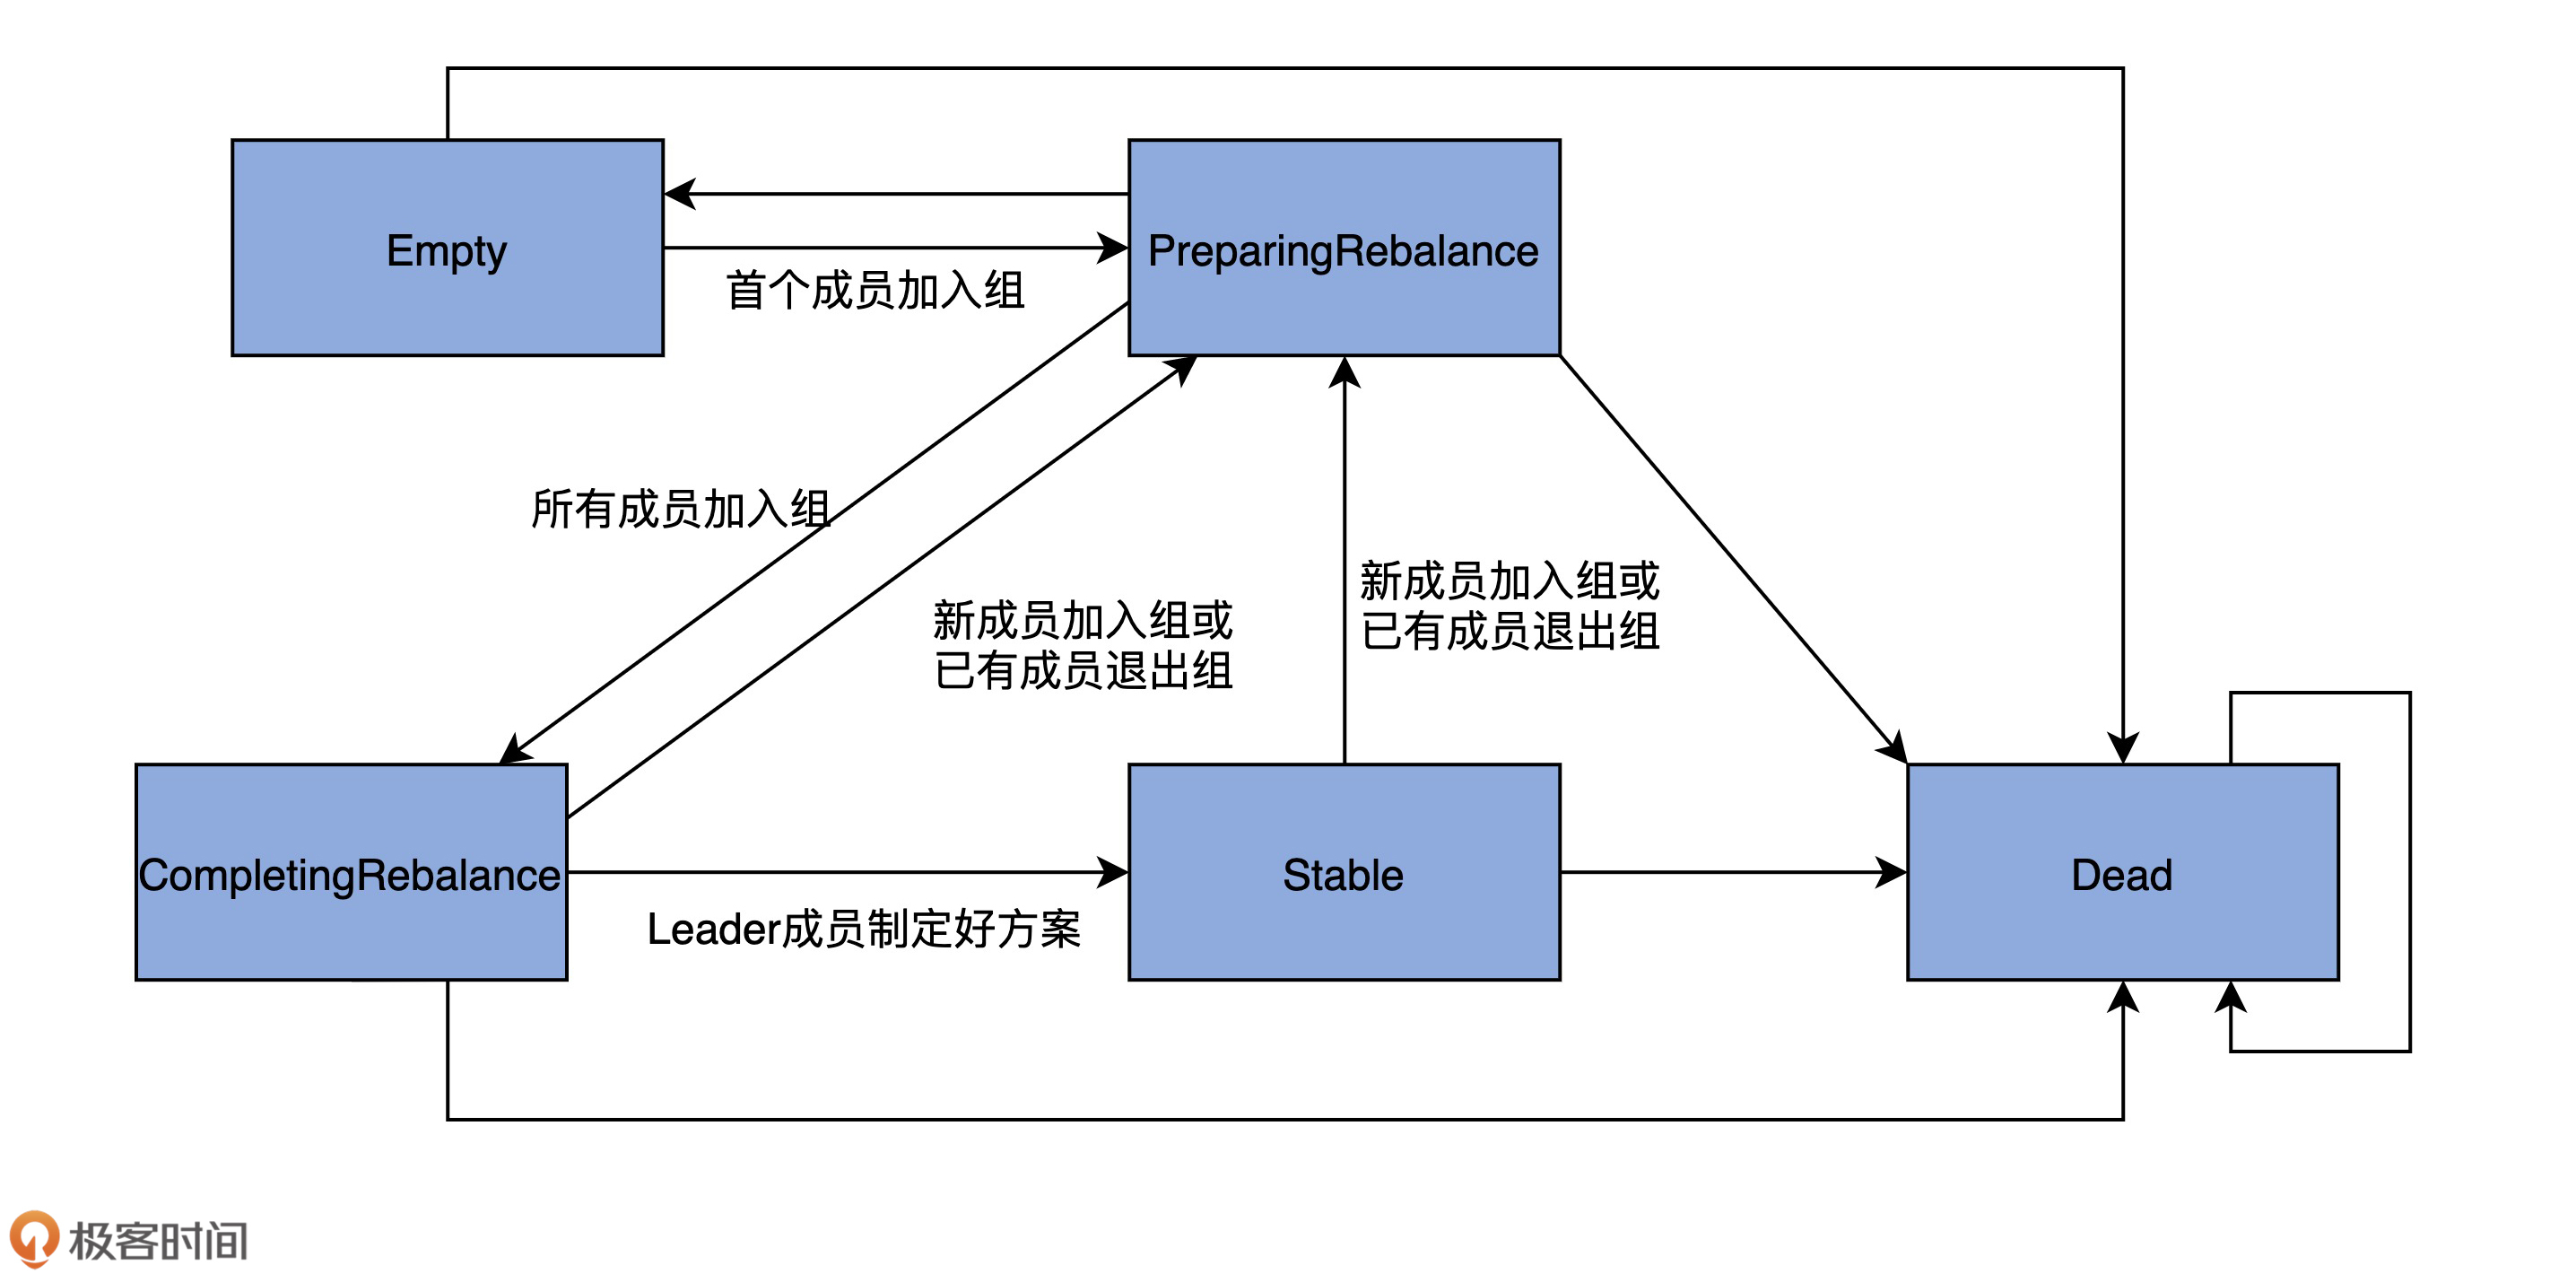 Empty
PreparingRebalance
首个成员加入组
所有成员加入组
新成员加入组或
已有成员退出组
新成员加入组或
已有成员退出组
CompletingRebalance
Stable
Dead
Leader成员制定好方案
极客时间